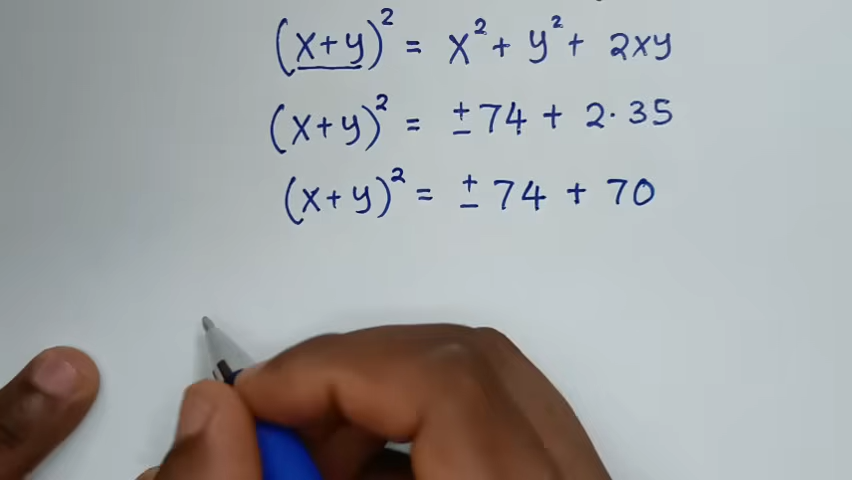 (x+y)² = x² + y² + 2xy
(x+y)² = ±74 + 2·35
(x+y)² = ±74 + 70